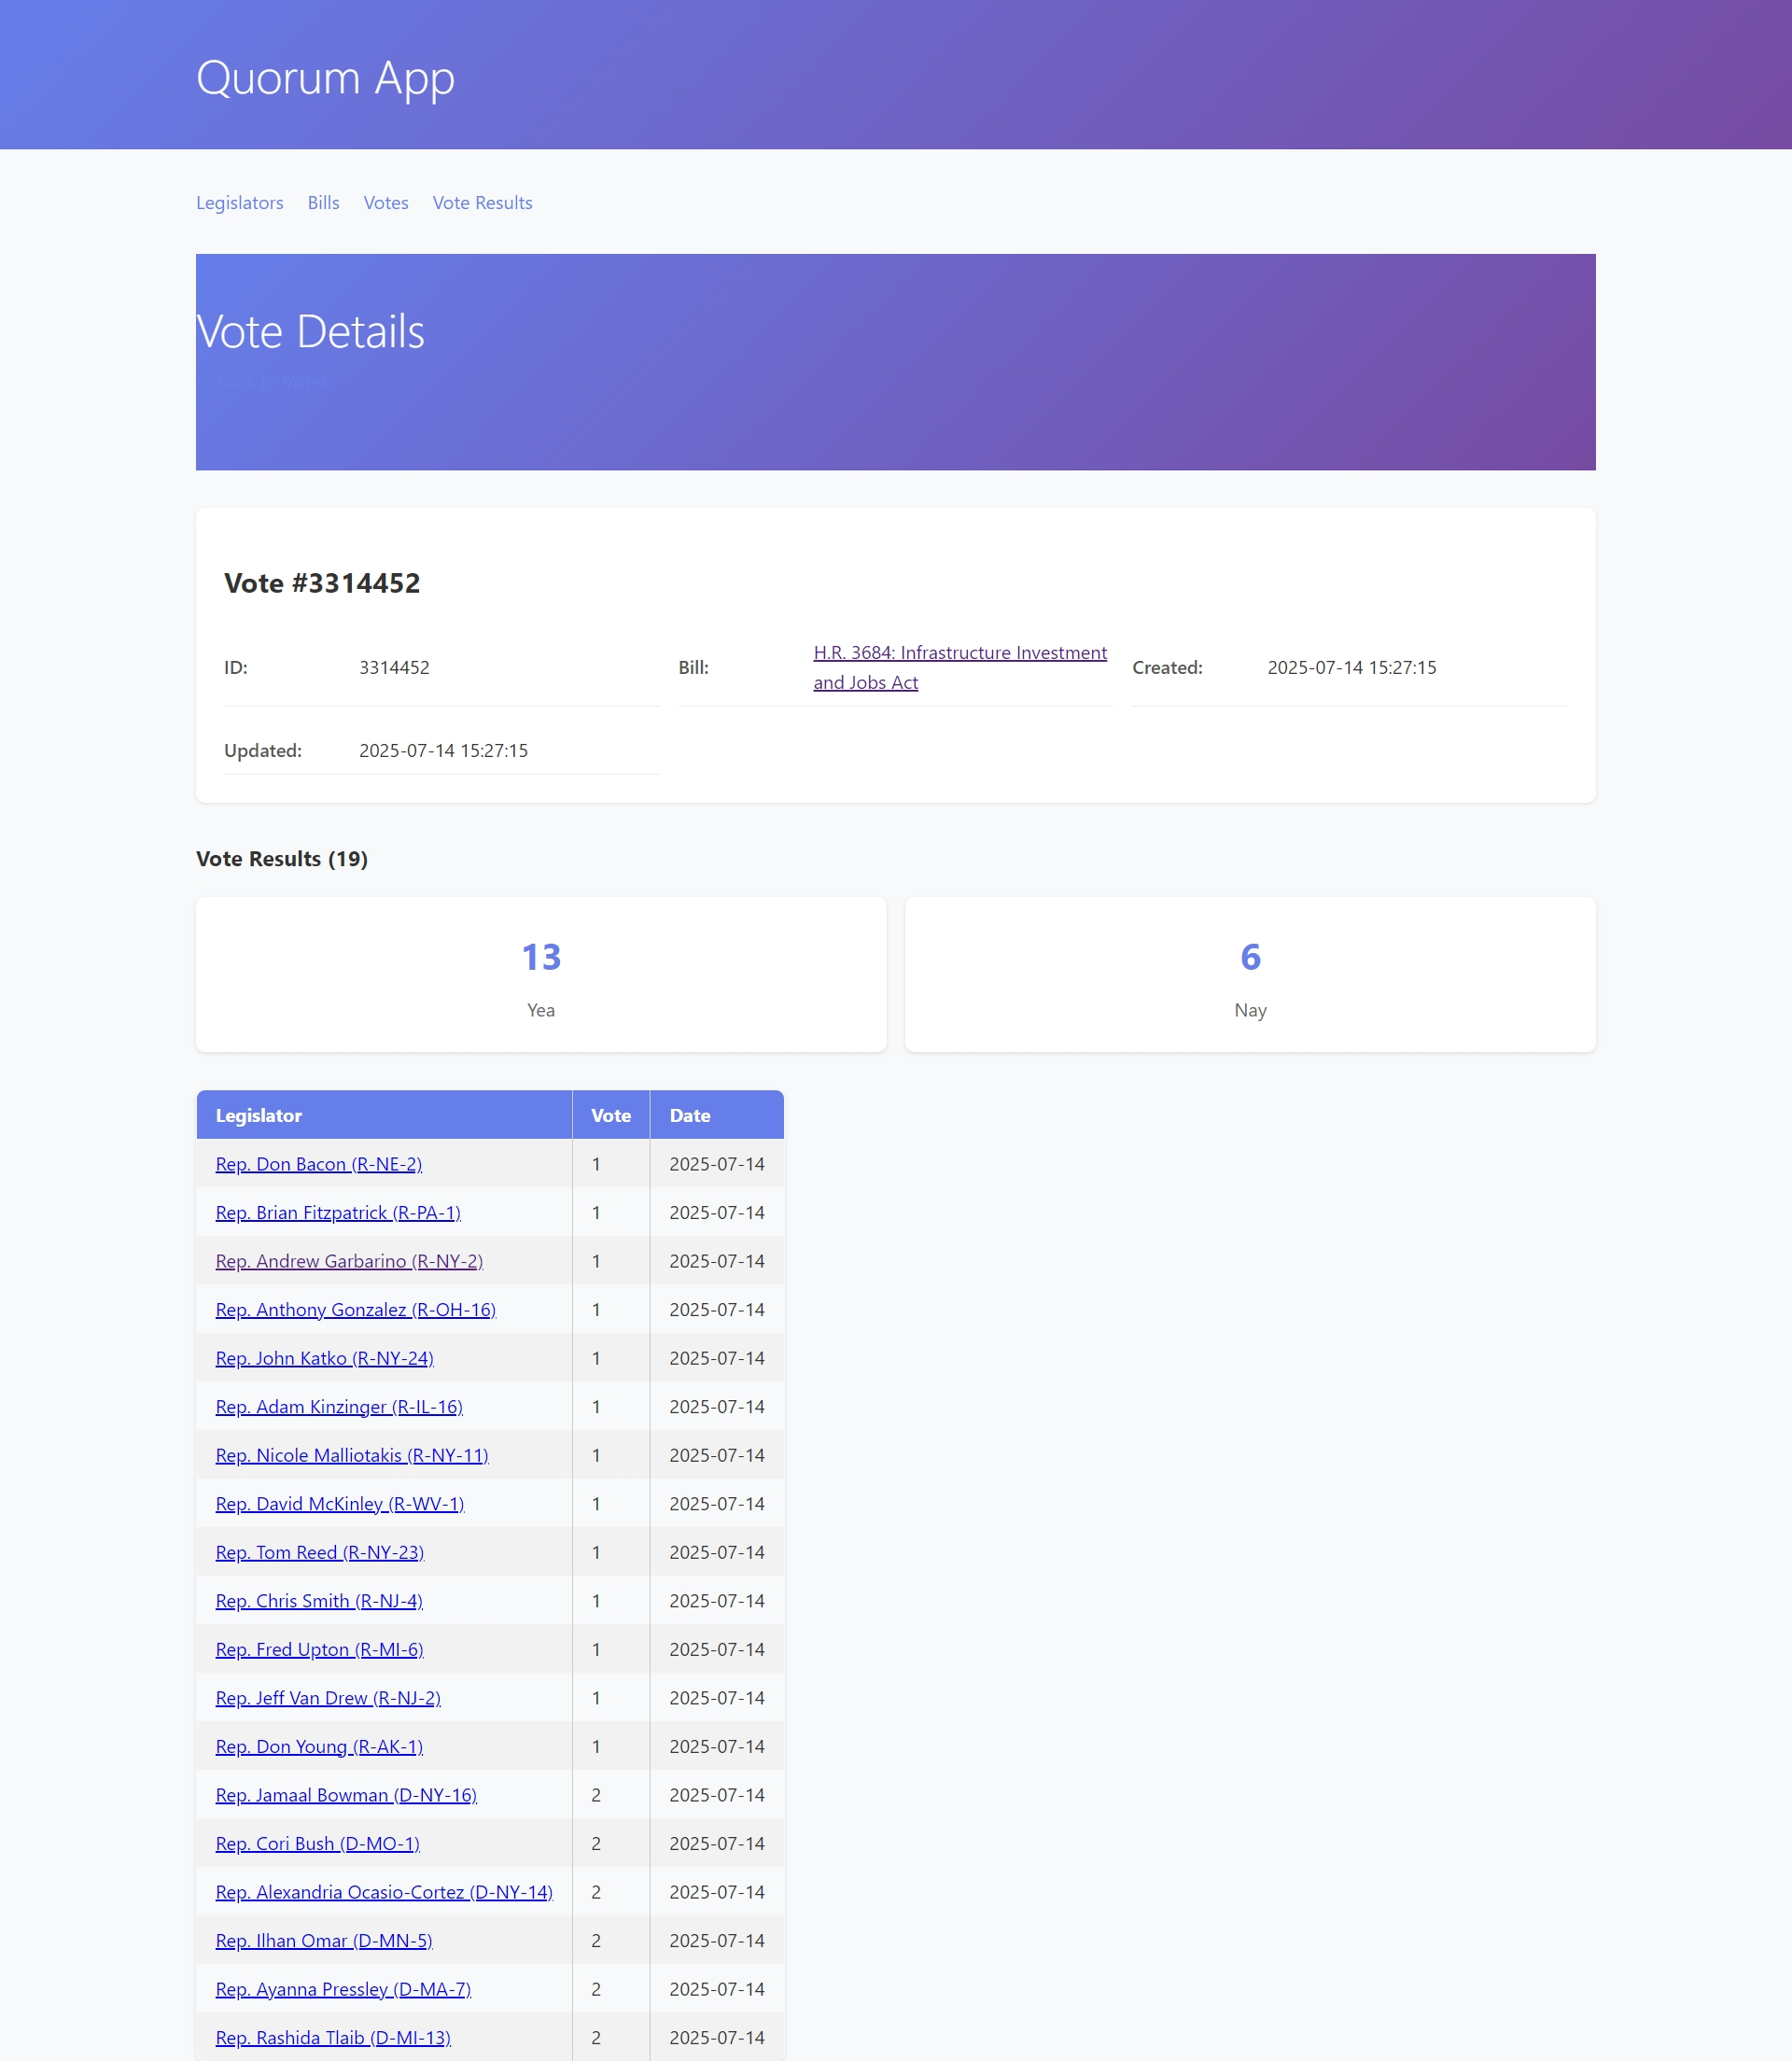 Quorum App
Legislators Bills Votes Vote Results
Vote Details
← Back to Votes
Vote #3314452
ID: 3314452 Bill: H.R. 3684: Infrastructure Investment and Jobs Act Created: 2025-07-14 15:27:15
Updated: 2025-07-14 15:27:15
Vote Results (19)
13
Yea
6
Nay
Legislator Vote Date
Rep. Don Bacon (R-NE-2) 1 2025-07-14
Rep. Brian Fitzpatrick (R-PA-1) 1 2025-07-14
Rep. Andrew Garbarino (R-NY-2) 1 2025-07-14
Rep. Anthony Gonzalez (R-OH-16) 1 2025-07-14
Rep. John Katko (R-NY-24) 1 2025-07-14
Rep. Adam Kinzinger (R-IL-16) 1 2025-07-14
Rep. Nicole Malliotakis (R-NY-11) 1 2025-07-14
Rep. David McKinley (R-WV-1) 1 2025-07-14
Rep. Tom Reed (R-NY-23) 1 2025-07-14
Rep. Chris Smith (R-NJ-4) 1 2025-07-14
Rep. Fred Upton (R-MI-6) 1 2025-07-14
Rep. Jeff Van Drew (R-NJ-2) 1 2025-07-14
Rep. Don Young (R-AK-1) 1 2025-07-14
Rep. Jamaal Bowman (D-NY-16) 2 2025-07-14
Rep. Cori Bush (D-MO-1) 2 2025-07-14
Rep. Alexandria Ocasio-Cortez (D-NY-14) 2 2025-07-14
Rep. Ilhan Omar (D-MN-5) 2 2025-07-14
Rep. Ayanna Pressley (D-MA-7) 2 2025-07-14
Rep. Rashida Tlaib (D-MI-13) 2 2025-07-14